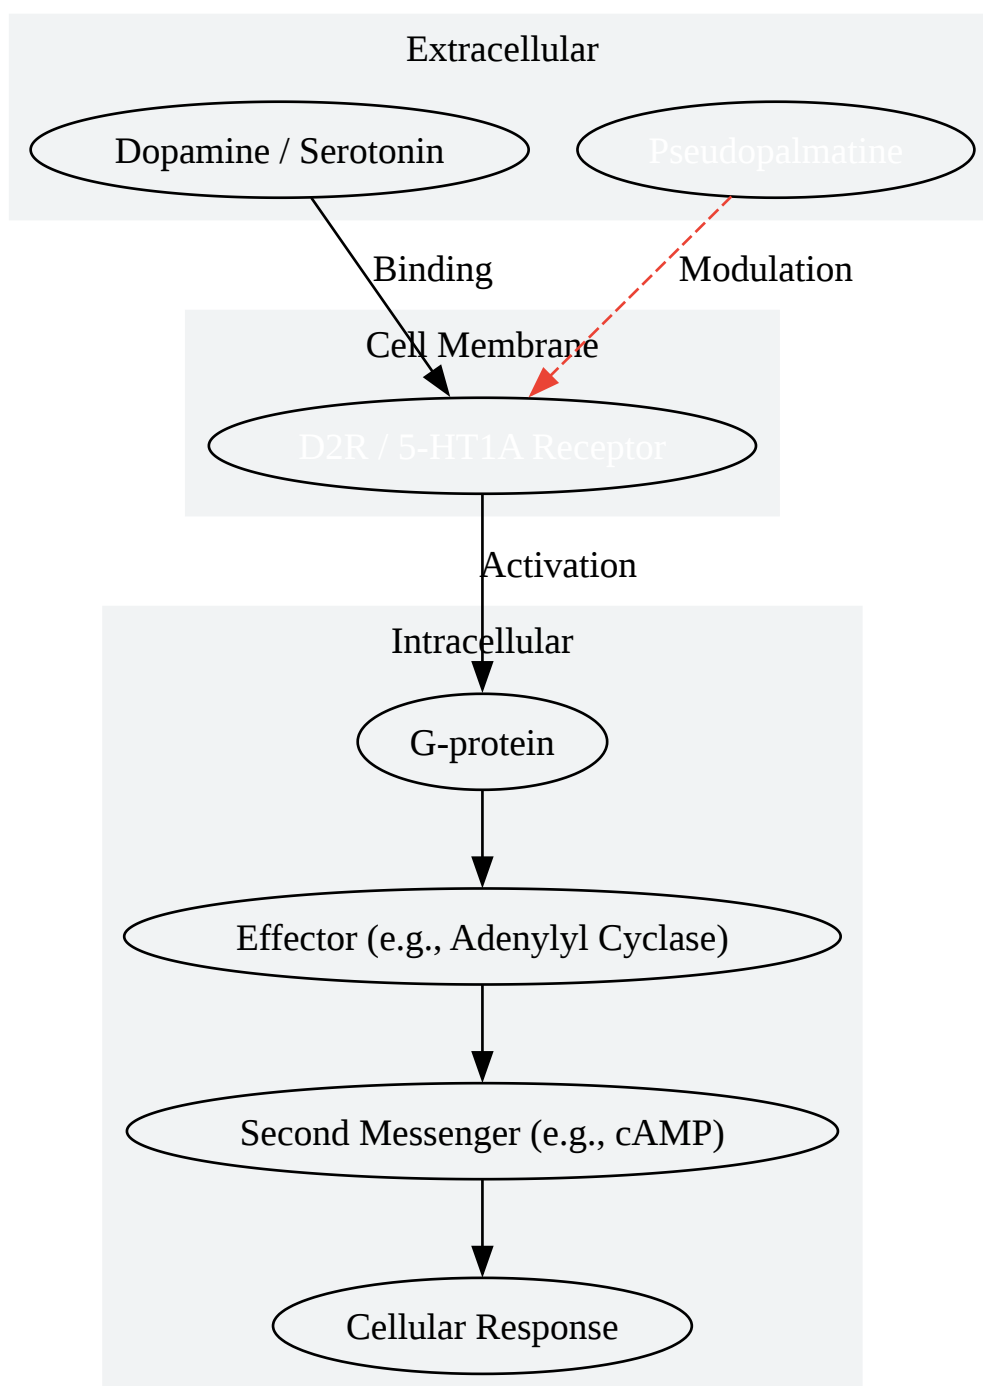 Extracellular
Dopamine / Serotonin
Pseudopalmatine
Binding
Modulation
Cell Membrane
D2R / 5-HT1A Receptor
Activation
Intracellular
G-protein
Effector (e.g., Adenylyl Cyclase)
Second Messenger (e.g., cAMP)
Cellular Response